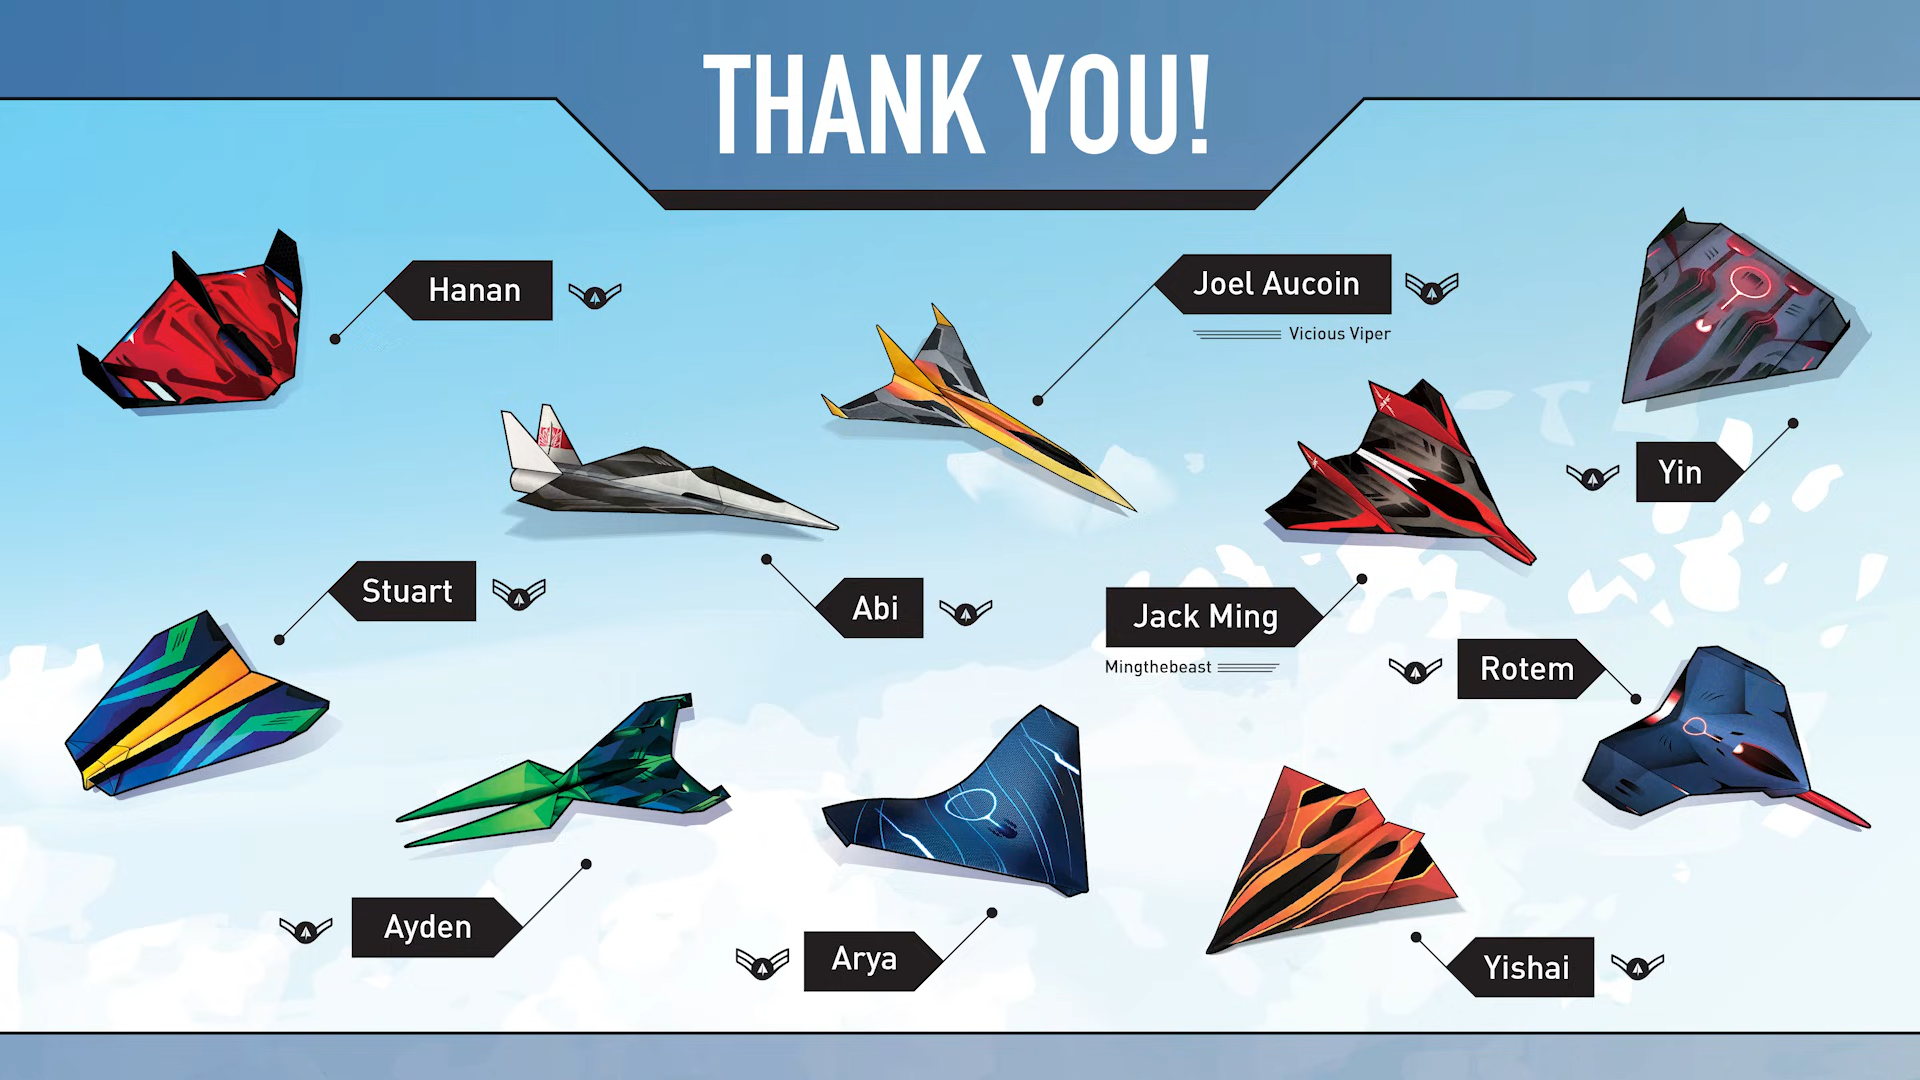 THANK YOU!
Hanan
Joel Aucoin
Vicious Viper
Yin
Stuart
Abi
Jack Ming
Mingthebeast
Rotem
Ayden
Arya
Yishai